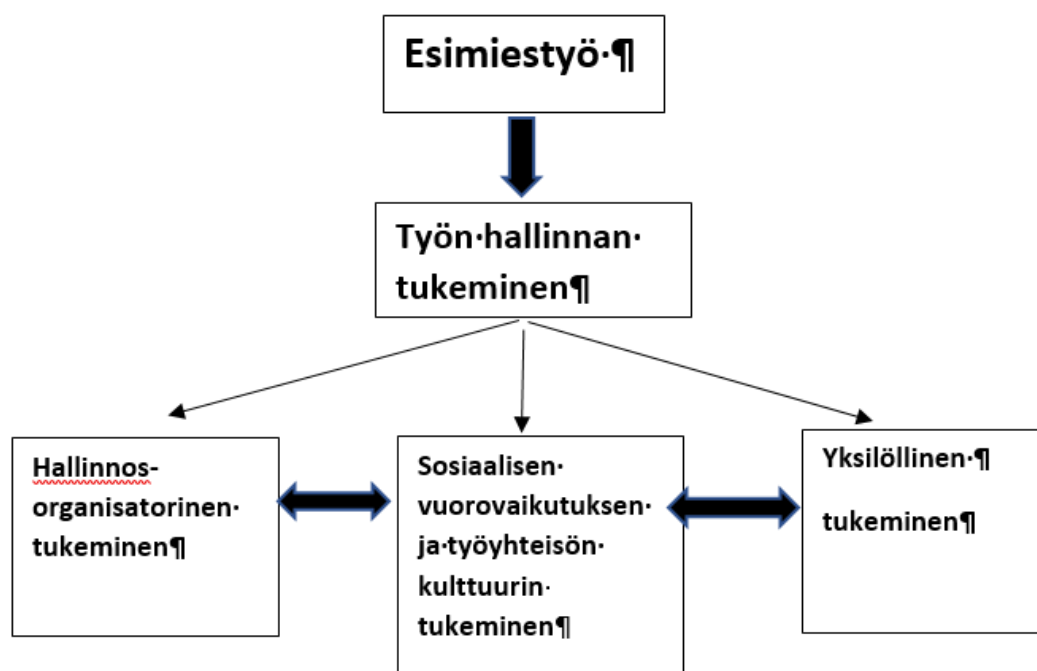 Esimiestyö·¶
Työn·hallinnan·
tukeminen¶
Hallinnos-
organisatorinen·
tukeminen¶
Sosiaalisen·
vuorovaikutuksen·
ja·työyhteisön·
kulttuurin·
tukeminen¶
Yksilöllinen·¶
tukeminen¶